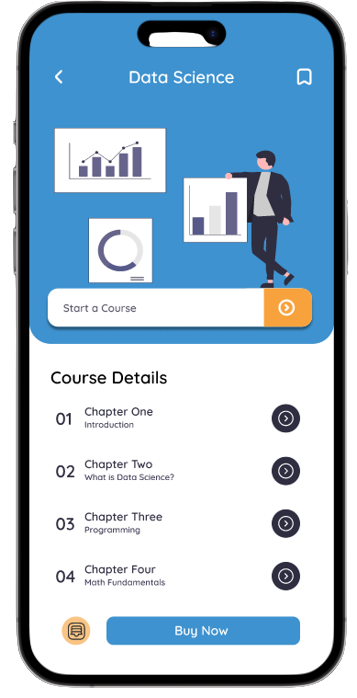 Data Science
Start a Course
Course Details
01 Chapter One
Introduction
02 Chapter Two
What is Data Science?
03 Chapter Three
Programming
04 Chapter Four
Math Fundamentals
Buy Now